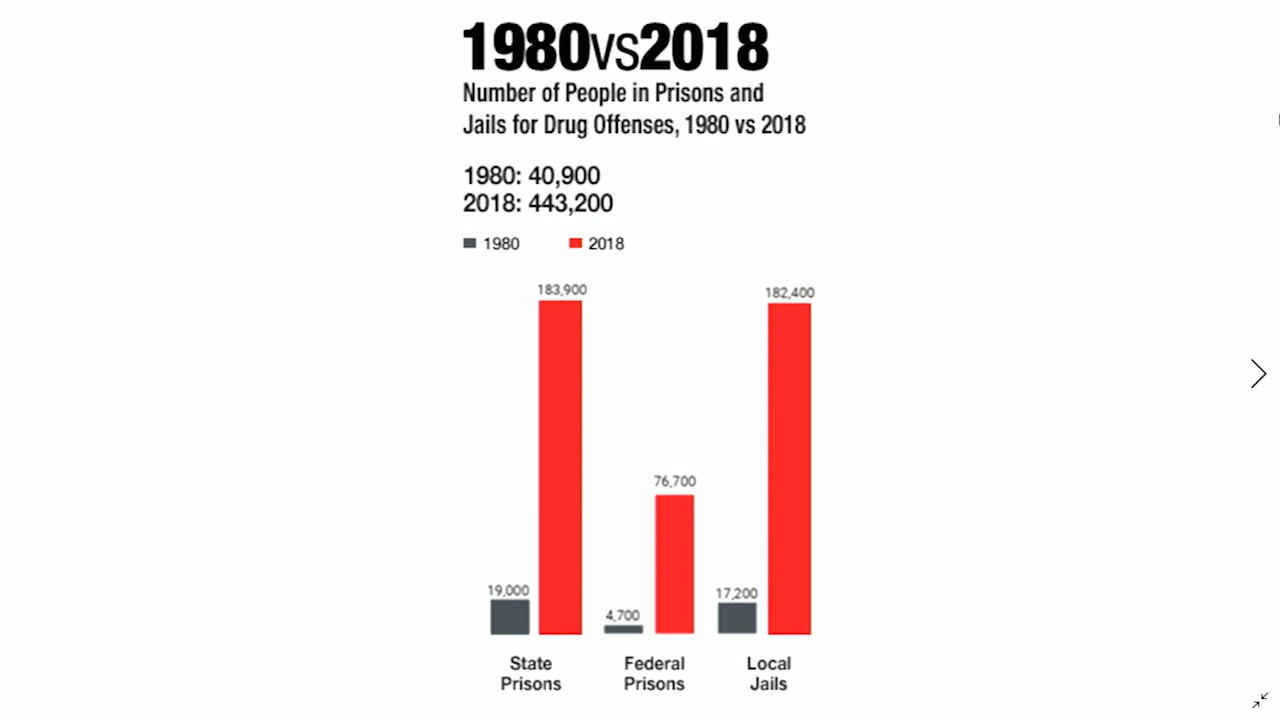 1980vs2018
Number of People in Prisons and
Jails for Drug Offenses, 1980 vs 2018
1980: 40,900
2018: 443,200
1980 2018
183,900
182,400
76,700
19,000
17,200
4,700
State Prisons
Federal Prisons
Local Jails